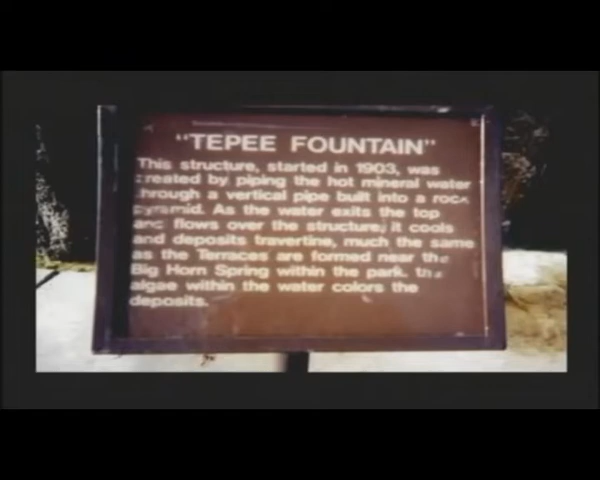 "TEPEE FOUNTAIN"
This structure, started in 1903, was
created by piping the hot mineral water
through a vertical pipe built into a rock
pyramid. As the water exits the top
and flows over the structure, it cools
and deposits travertine, much the same
as the Terraces are formed near the
Big Horn Spring within the park. the
algae within the water colors the
deposits.